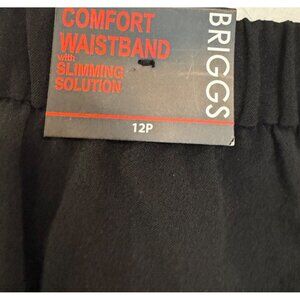 COMFORT
WAISTBAND
with
SLIMMING
SOLUTION
12P
BRIGGS